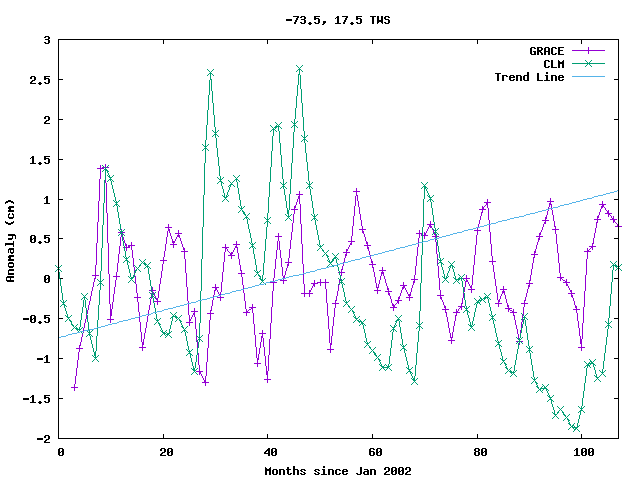 -73.5, 17.5 TWS
GRACE
CLM
Trend Line
3
2.5
2
1.5
1
0.5
0
-0.5
-1
-1.5
-2
Anomaly (cm)
0 20 40 60 80 100
Months since Jan 2002